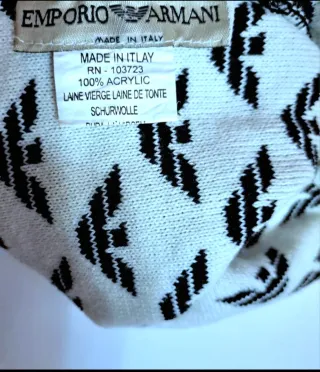 EMPORIO ARMANI
MADE IN ITALY
MADE IN ITLAY
RN - 103723
100% ACRYLIC
LAINE VIERGE LAINE DE TONTE
SCHURWOLLE